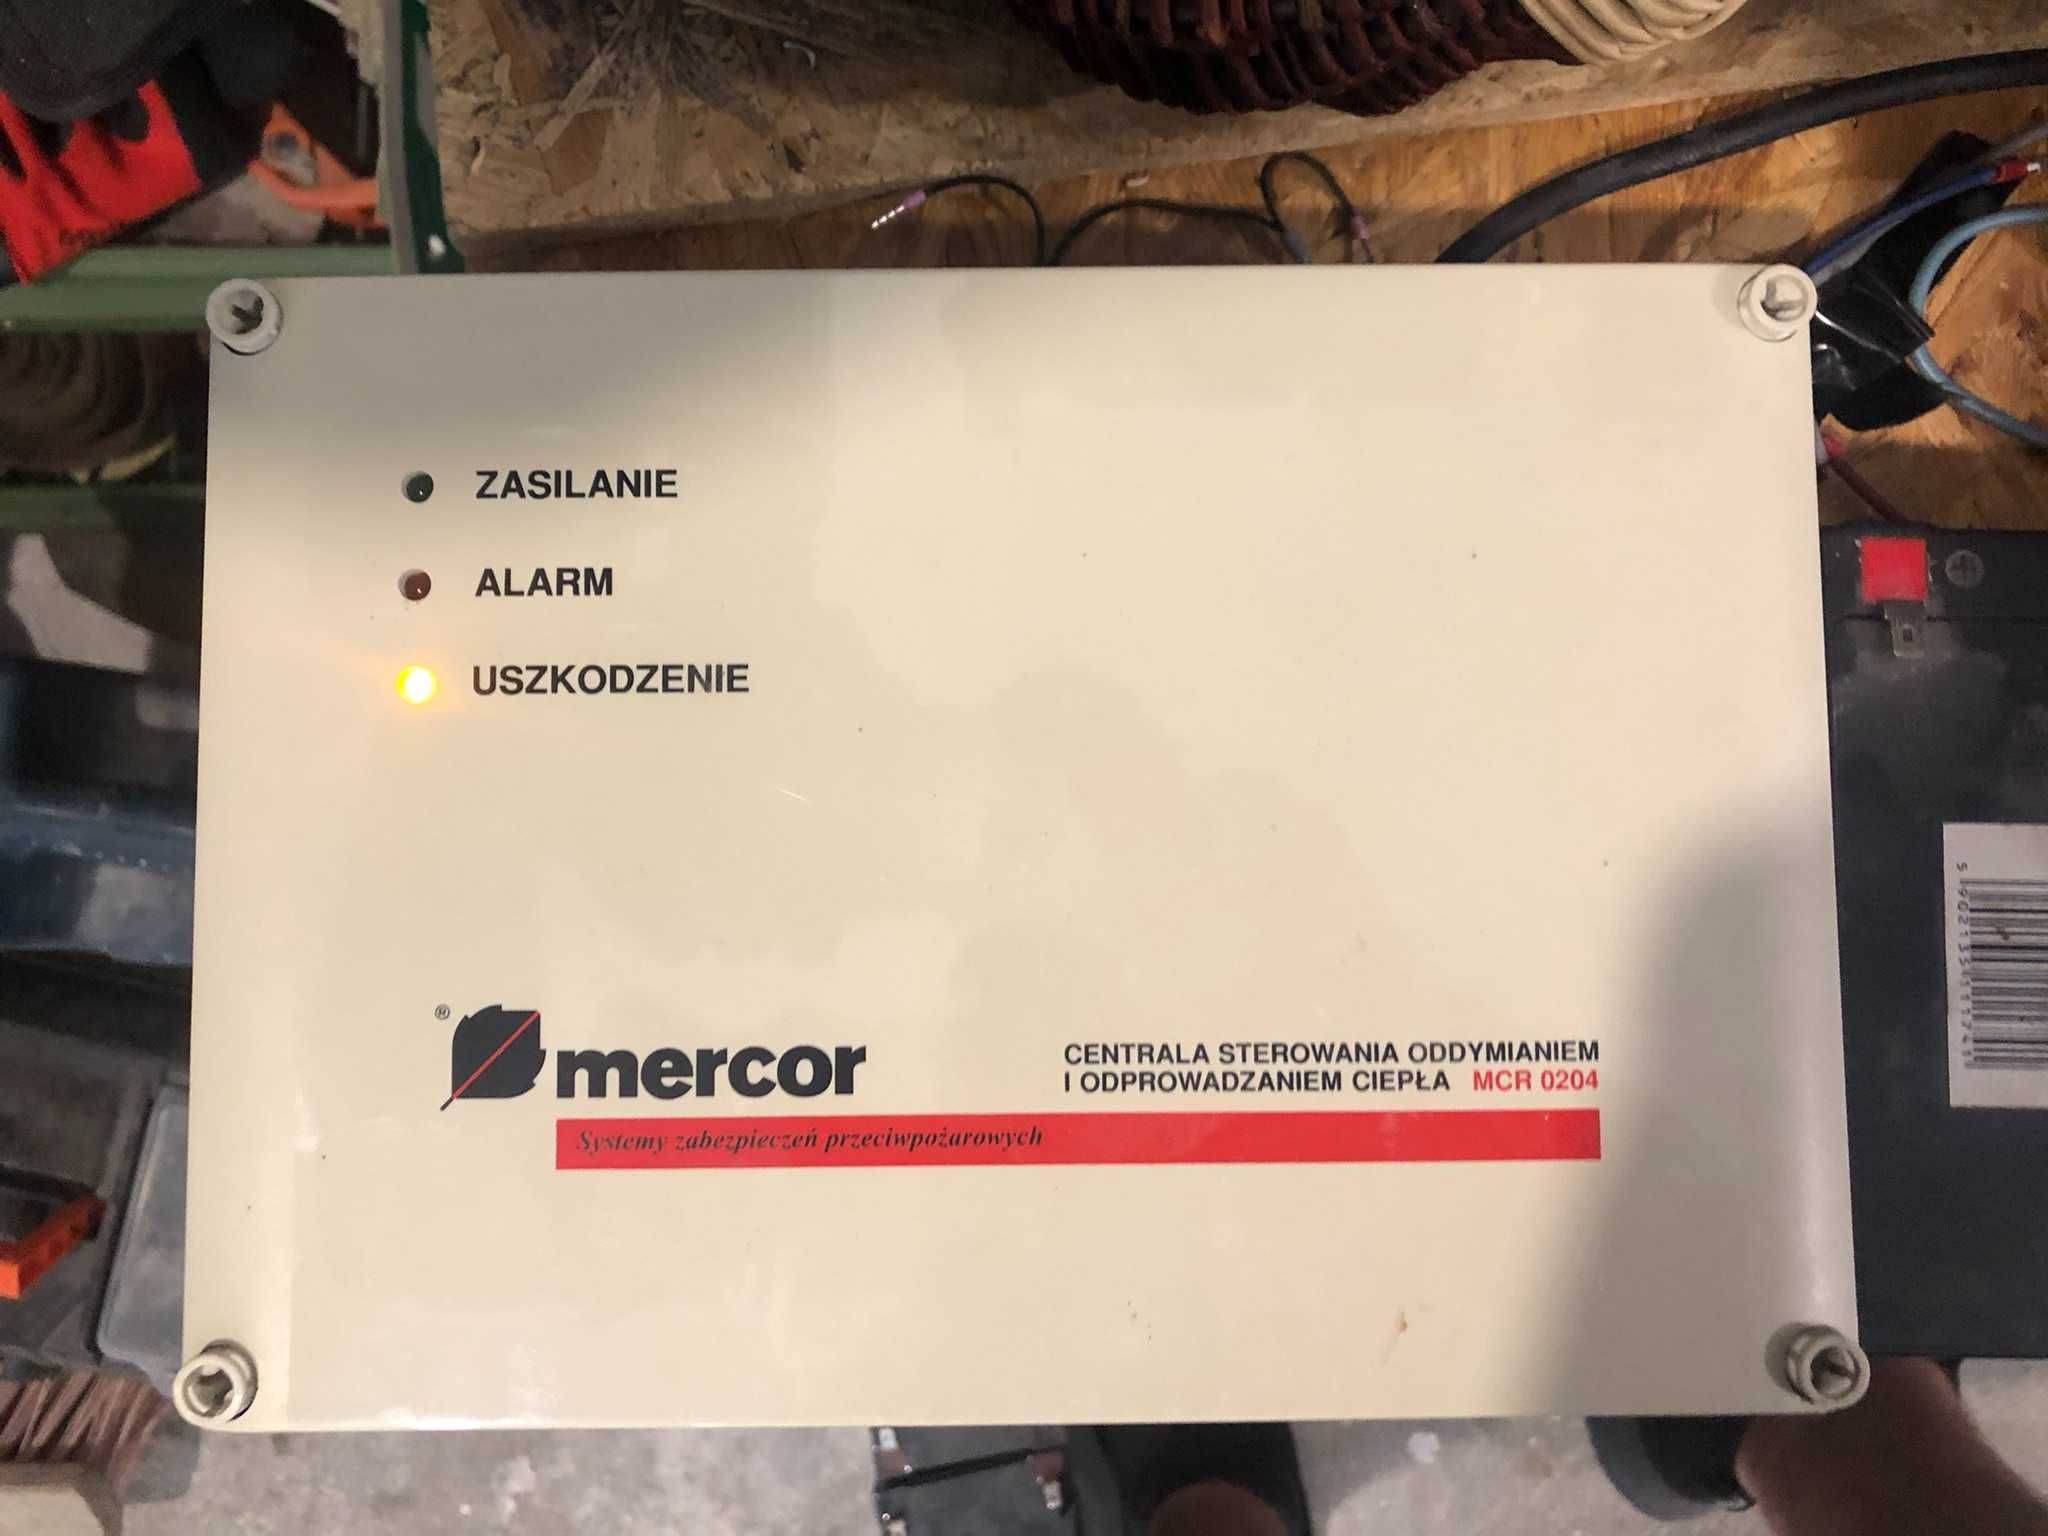 ZASILANIE
ALARM
USZKODZENIE
®
mercor
CENTRALA STEROWANIA ODDYMIANIEM
I ODPROWADZANIEM CIEPŁA MCR 0204
Systemy zabezpieczeń przeciwpożarowych